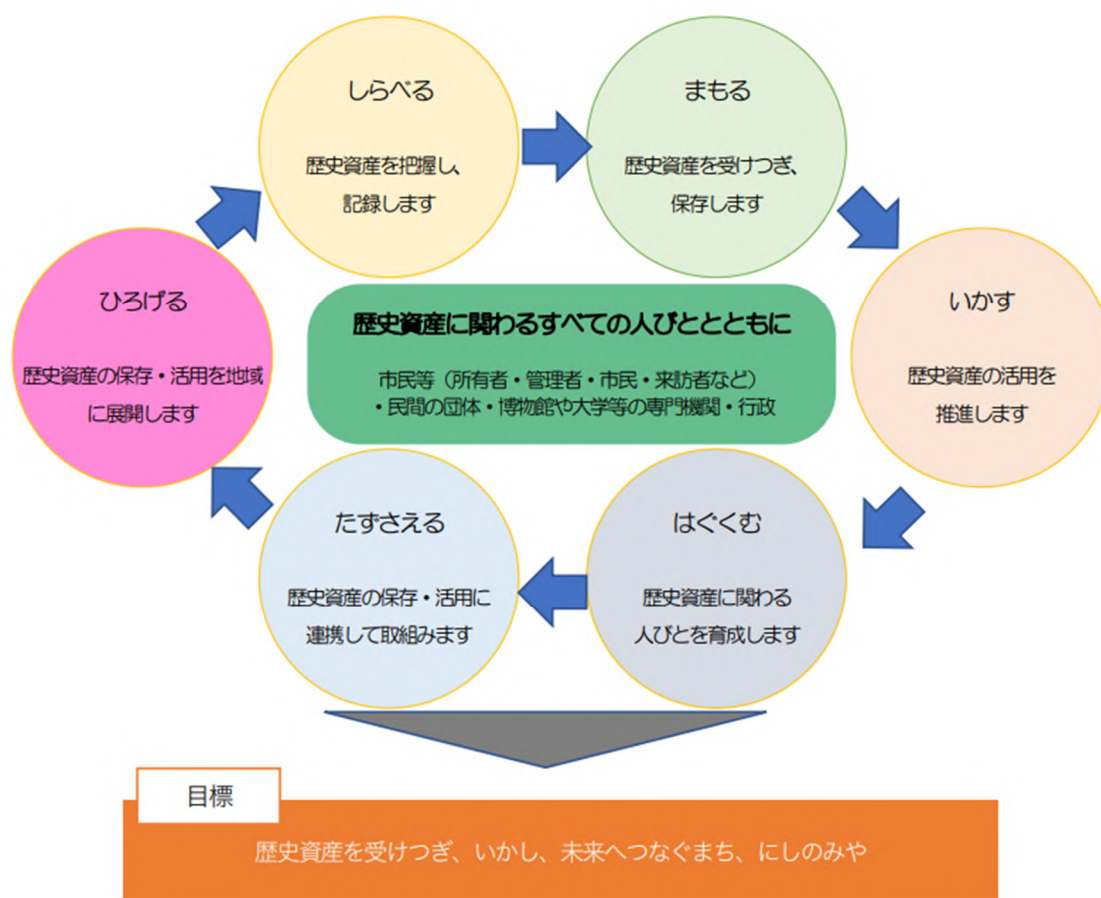 しらべる
歴史資産を把握し、
記録します
まもる
歴史資産を受けつぎ、
保存します
いかす
歴史資産の活用を
推進します
はぐくむ
歴史資産に関わる
人びとを育成します
たずさえる
歴史資産の保存・活用に
連携して取組みます
ひろげる
歴史資産の保存・活用を地域
に展開します
歴史資産に関わるすべての人びととともに
市民等（所有者・管理者・市民・来訪者など）
・民間の団体・博物館や大学等の専門機関・行政
目標
歴史資産を受けつぎ、いかし、未来へつなぐまち、にしのみや